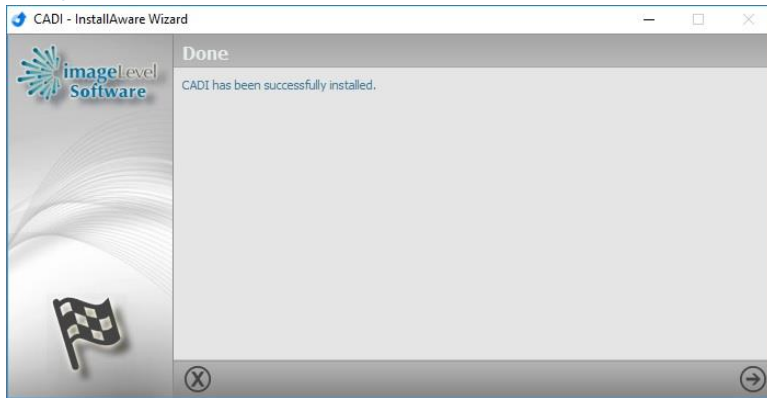 CADI - InstallAware Wizard
imageLevel
Software
Done
CADI has been successfully installed.